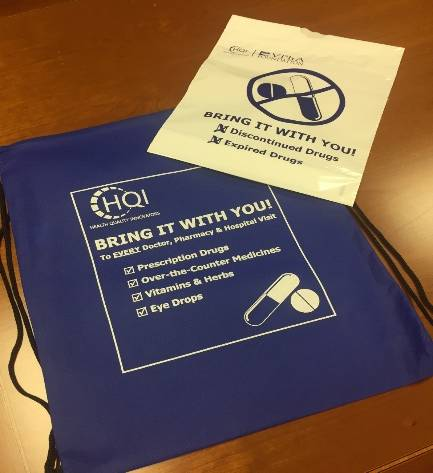 HQI
BRING IT WITH YOU!
Discontinued Drugs
Expired Drugs
HQI
HEALTH QUALITY INNOVATORS
BRING IT WITH YOU!
To EVERY Doctor, Pharmacy & Hospital Visit
Prescription Drugs
Over-the-Counter Medicines
Vitamins & Herbs
Eye Drops